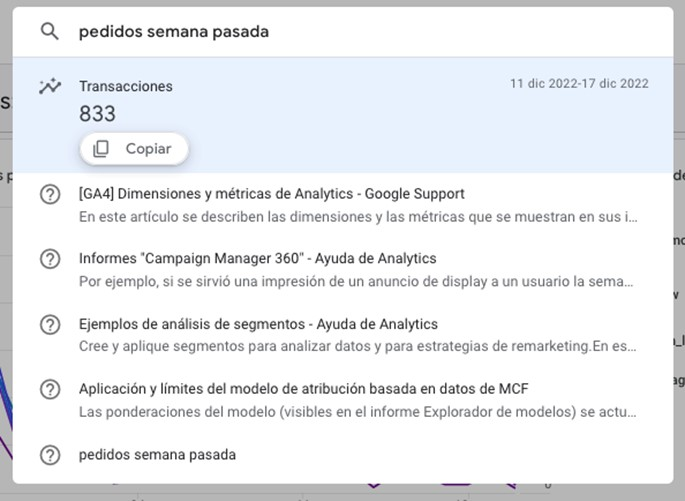 pedidos semana pasada
Transacciones
11 dic 2022-17 dic 2022
833
Copiar
[GA4] Dimensiones y métricas de Analytics - Google Support
En este artículo se describen las dimensiones y las métricas que se muestran en sus i...
Informes "Campaign Manager 360" - Ayuda de Analytics
Por ejemplo, si se sirvió una impresión de un anuncio de display a un usuario la sema...
Ejemplos de análisis de segmentos - Ayuda de Analytics
Cree y aplique segmentos para analizar datos y para estrategias de remarketing.En es...
Aplicación y límites del modelo de atribución basada en datos de MCF
Las ponderaciones del modelo (visibles en el informe Explorador de modelos) se actu...
pedidos semana pasada